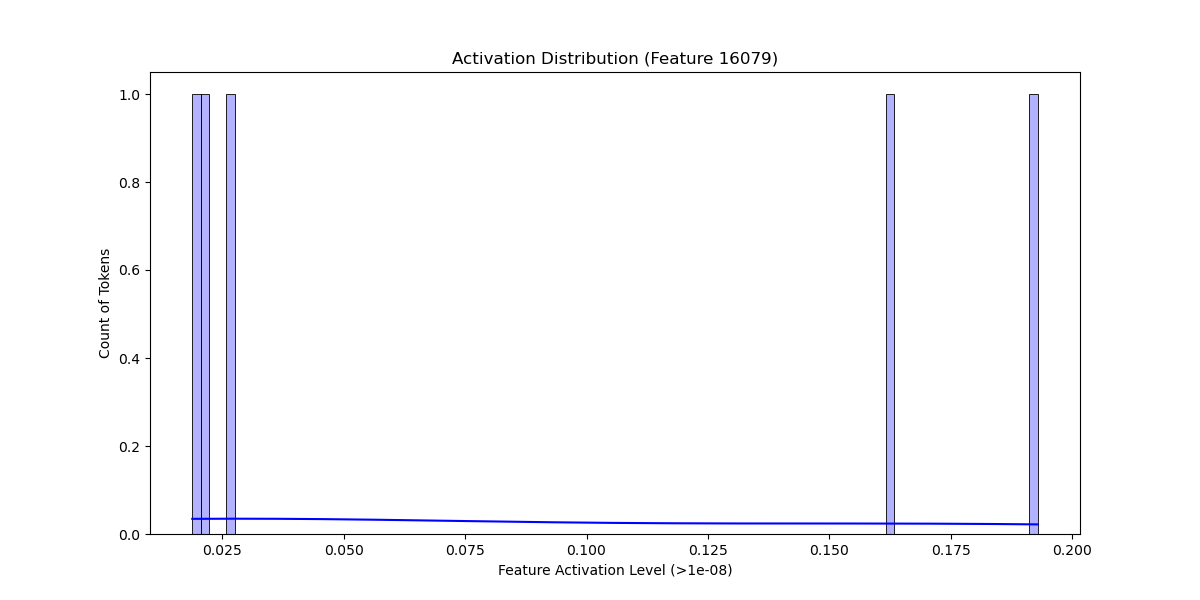 Activation Distribution (Feature 16079)
Count of Tokens
1.0
0.8
0.6
0.4
0.2
0.0
0.025 0.050 0.075 0.100 0.125 0.150 0.175 0.200
Feature Activation Level (>1e-08)